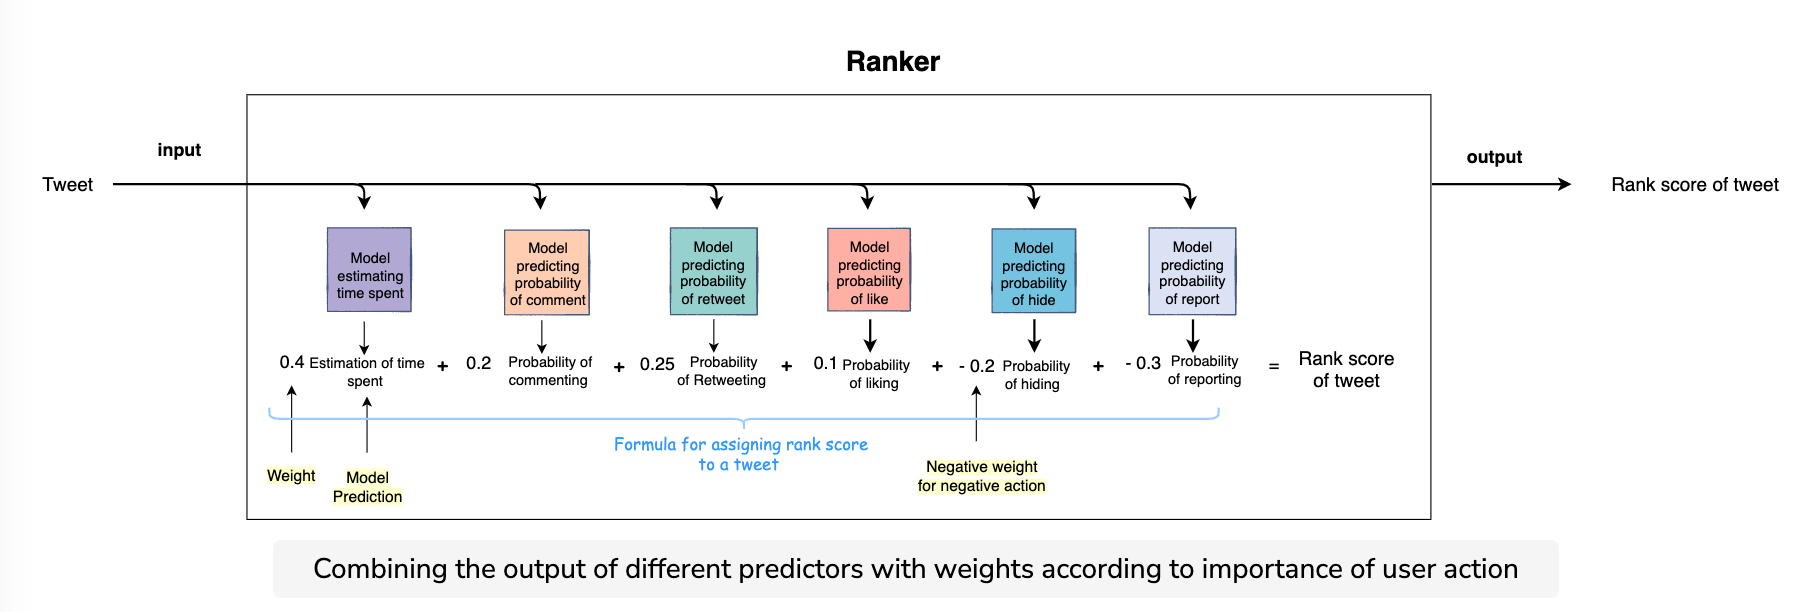 Ranker
input
output
Tweet
Rank score of tweet
Model
estimating
time spent
Model
predicting
probability
of comment
Model
predicting
probability
of retweet
Model
predicting
probability
of like
Model
predicting
probability
of hide
Model
predicting
probability
of report
0.4 Estimation of time
spent
+
0.2 Probability of
commenting
+
0.25 Probability
of Retweeting
+
0.1 Probability
of liking
+
- 0.2 Probability
of hiding
+
- 0.3 Probability
of reporting
=
Rank score
of tweet
Formula for assigning rank score
to a tweet
Weight
Model
Prediction
Negative weight
for negative action
Combining the output of different predictors with weights according to importance of user action